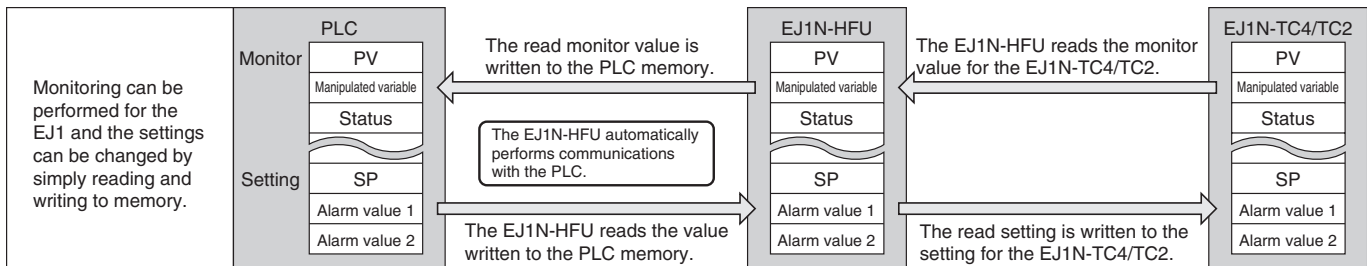 Monitoring can be
performed for the
EJ1 and the settings
can be changed by
simply reading and
writing to memory.
PLC
Monitor
PV
Manipulated variable
Status
Setting
SP
Alarm value 1
Alarm value 2
The read monitor value is
written to the PLC memory.
The EJ1N-HFU automatically
performs communications
with the PLC.
The EJ1N-HFU reads the value
written to the PLC memory.
EJ1N-HFU
PV
Manipulated variable
Status
SP
Alarm value 1
Alarm value 2
The EJ1N-HFU reads the monitor
value for the EJ1N-TC4/TC2.
The read setting is written to the
setting for the EJ1N-TC4/TC2.
EJ1N-TC4/TC2
PV
Manipulated variable
Status
SP
Alarm value 1
Alarm value 2